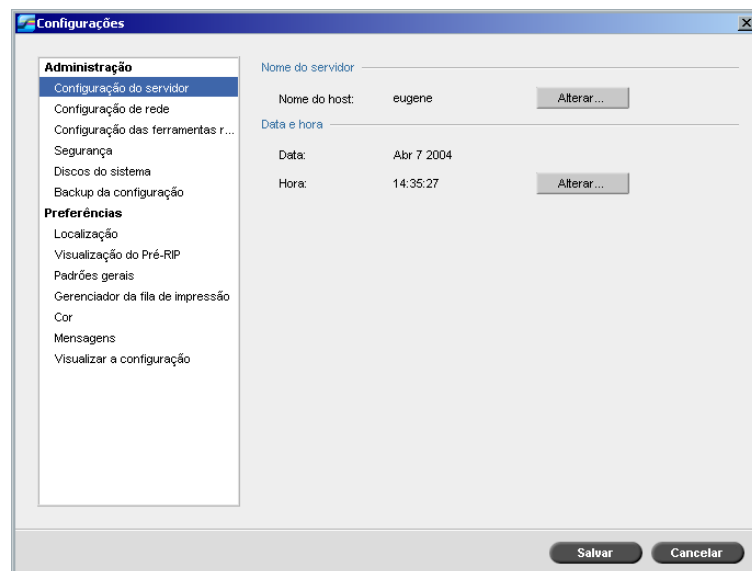 Configurações
Administração
Configuração do servidor
Configuração de rede
Configuração das ferramentas r...
Segurança
Discos do sistema
Backup da configuração
Preferências
Localização
Visualização do Pré-RIP
Padrões gerais
Gerenciador da fila de impressão
Cor
Mensagens
Visualizar a configuração
Nome do servidor
Nome do host: eugene Alterar...
Data e hora
Data: Abr 7 2004
Hora: 14:35:27 Alterar...
Salvar Cancelar